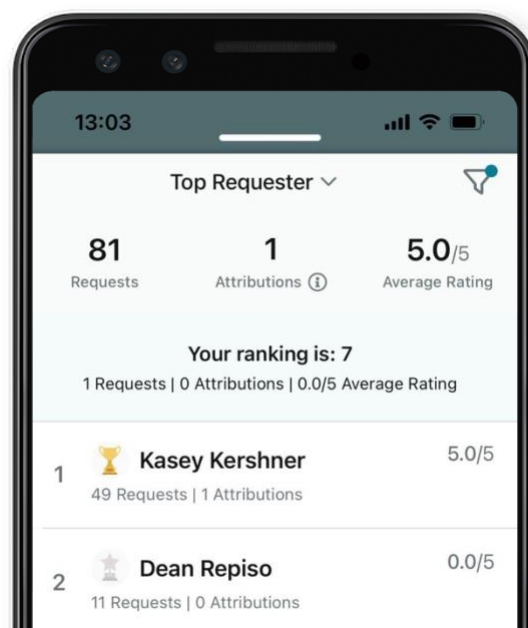 13:03
Top Requester
81 1 5.0/5
Requests Attributions Average Rating
Your ranking is: 7
1 Requests | 0 Attributions | 0.0/5 Average Rating
1 Kasey Kershner 5.0/5
49 Requests | 1 Attributions
2 Dean Repiso 0.0/5
11 Requests | 0 Attributions